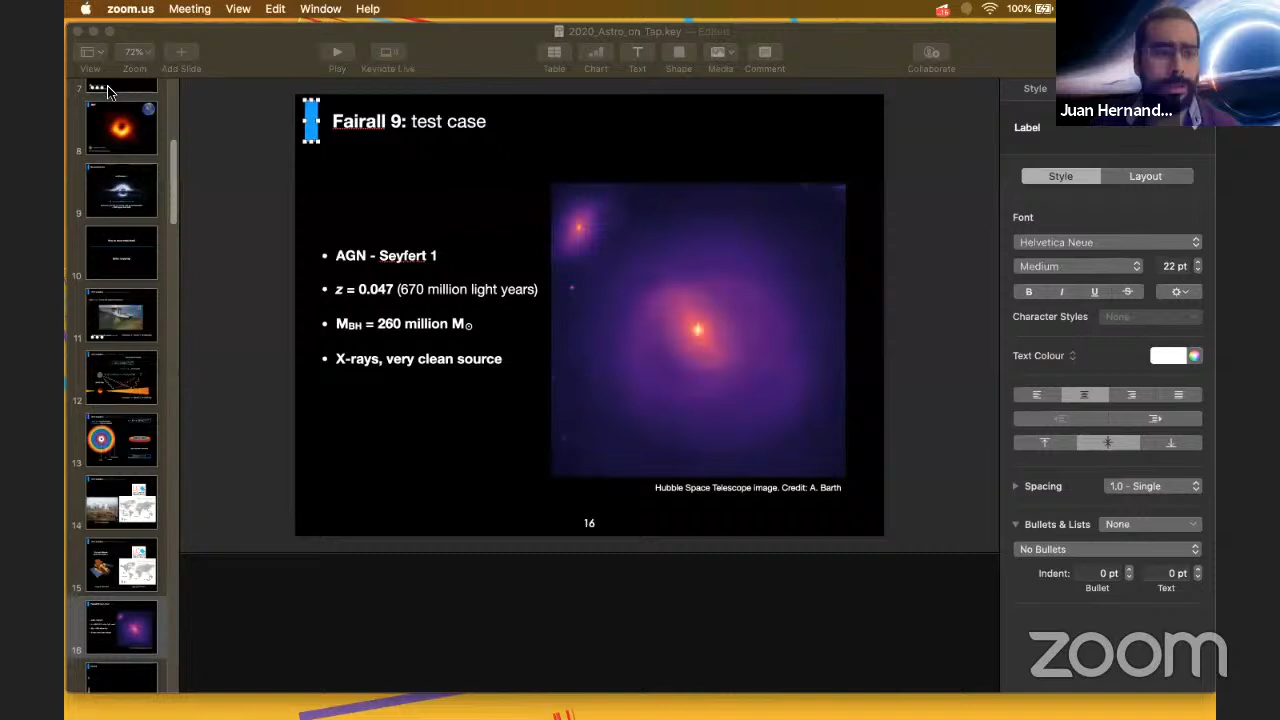 zoom.us Meeting View Edit Window Help
100%
2020_Astro_on_Tap.key — Edited
72%
View Zoom Add Slide Play Keynote Live Table Chart Text Shape Media Comment Collaborate
Juan Hernand...
7
8
9
10
11
12
13
14
15
16
Fairall 9: test case
• AGN - Seyfert 1
• z = 0.047 (670 million light years)
• MBH = 260 million M⊙
• X-rays, very clean source
Hubble Space Telescope image. Credit: A. Barth
16
Style
Label
Style Layout
Font
Helvetica Neue
Medium 22 pt
B I U S
Character Styles None
Text Colour
Spacing 1.0 - Single
Bullets & Lists None
No Bullets
Indent: 0 pt 0 pt
Bullet Text
zoom